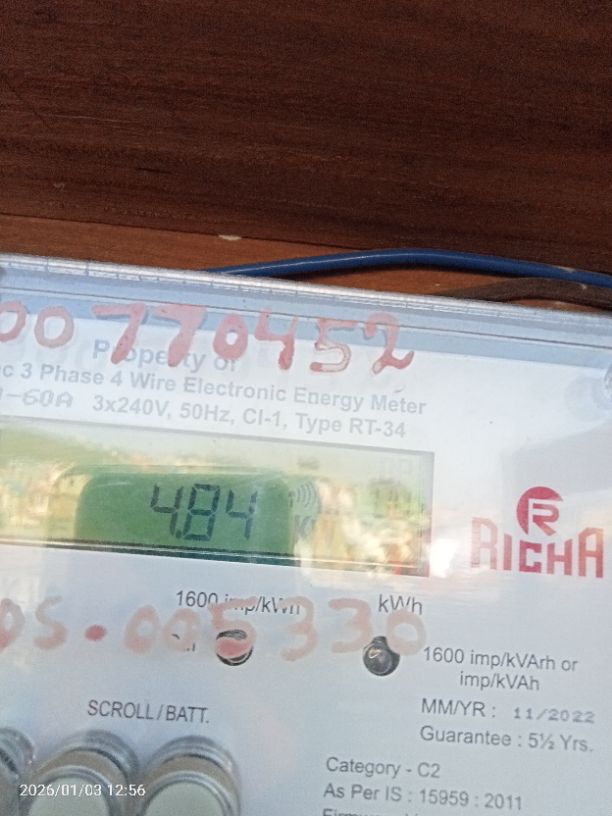 00770452
Property of
c 3 Phase 4 Wire Electronic Energy Meter
-60A 3x240V, 50Hz, Cl-1, Type RT-34
4.84
RICHA
1600 imp/kWh
kWh
05.005330
1600 imp/kVArh or
imp/kVAh
MM/YR : 11/2022
Guarantee : 5½ Yrs.
SCROLL/BATT.
Category - C2
As Per IS : 15959 : 2011
2026/01/03 12:56